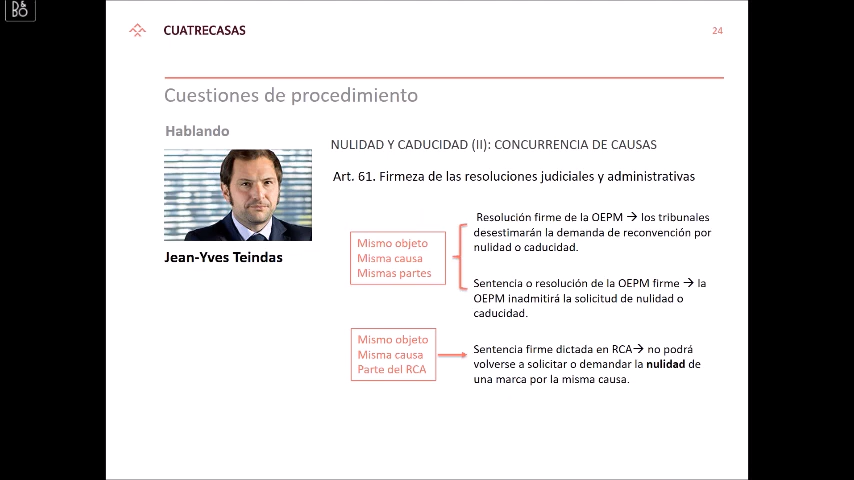 B&O
CUATRECASAS
24
Cuestiones de procedimiento
Hablando
Jean-Yves Teindas
NULIDAD Y CADUCIDAD (II): CONCURRENCIA DE CAUSAS
Art. 61. Firmeza de las resoluciones judiciales y administrativas
Mismo objeto
Misma causa
Mismas partes
Resolución firme de la OEPM → los tribunales
desestimarán la demanda de reconvención por
nulidad o caducidad.
Sentencia o resolución de la OEPM firme → la
OEPM inadmitirá la solicitud de nulidad o
caducidad.
Mismo objeto
Misma causa
Parte del RCA
Sentencia firme dictada en RCA→ no podrá
volverse a solicitar o demandar la nulidad de
una marca por la misma causa.